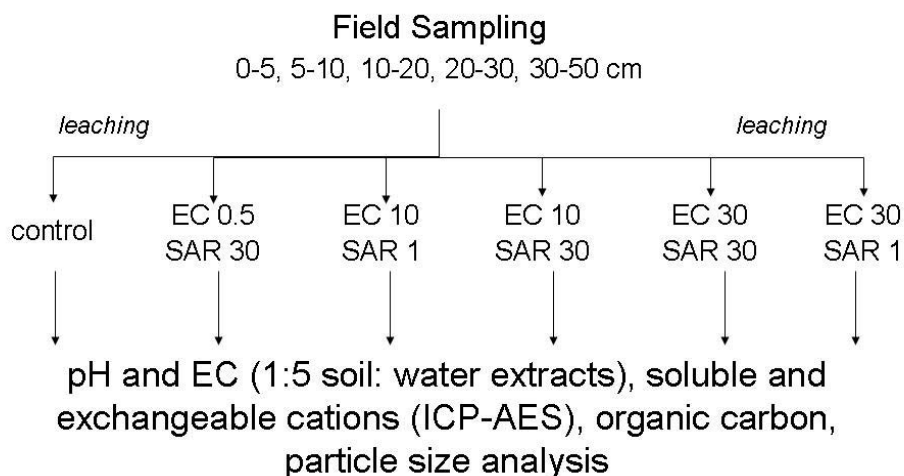 Field Sampling
0-5, 5-10, 10-20, 20-30, 30-50 cm
leaching
leaching
control
EC 0.5
SAR 30
EC 10
SAR 1
EC 10
SAR 30
EC 30
SAR 30
EC 30
SAR 1
pH and EC (1:5 soil: water extracts), soluble and
exchangeable cations (ICP-AES), organic carbon,
particle size analysis